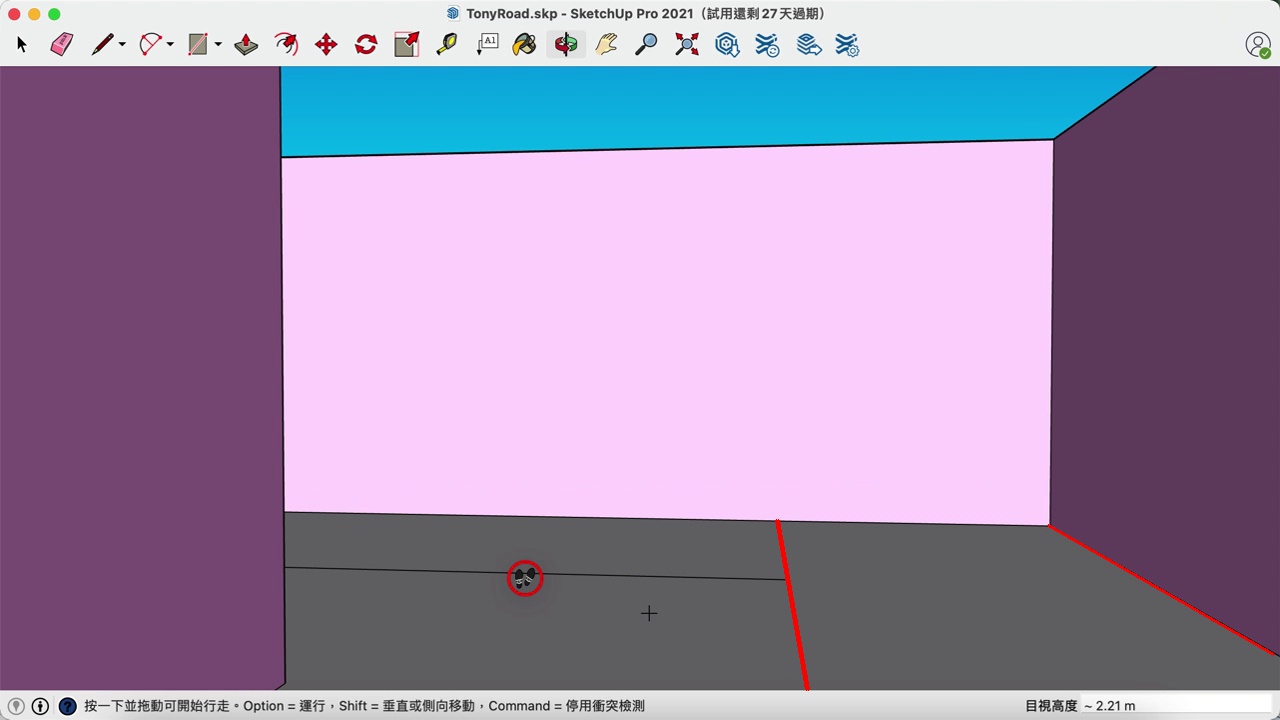 TonyRoad.skp - SketchUp Pro 2021（試用還剩 27 天過期）
A1
按一下並拖動可開始行走。Option = 運行，Shift = 垂直或側向移動，Command = 停用衝突檢測
目視高度 ~ 2.21 m